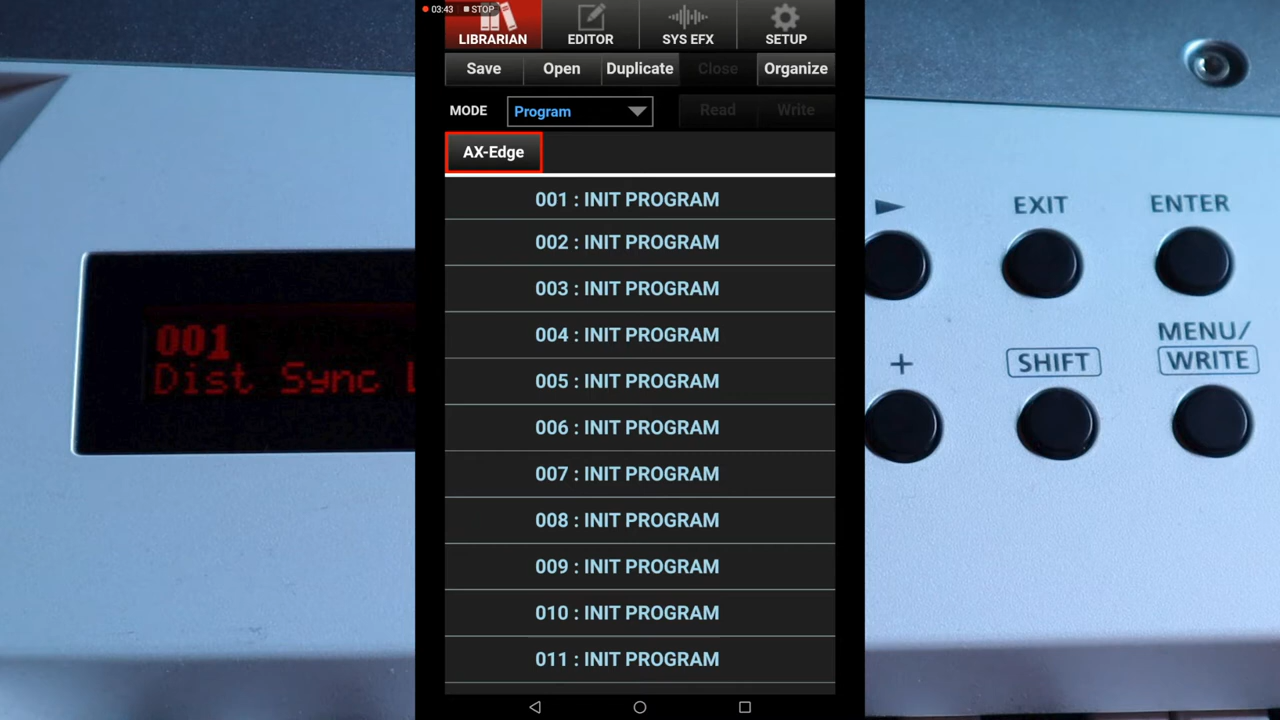 03:43 STOP
LIBRARIAN EDITOR SYS EFX SETUP
Save Open Duplicate Close Organize
MODE Program Read Write
AX-Edge
001 : INIT PROGRAM
002 : INIT PROGRAM
003 : INIT PROGRAM
004 : INIT PROGRAM
005 : INIT PROGRAM
006 : INIT PROGRAM
007 : INIT PROGRAM
008 : INIT PROGRAM
009 : INIT PROGRAM
010 : INIT PROGRAM
011 : INIT PROGRAM
001
Dist Sync
EXIT ENTER
+ SHIFT MENU/
WRITE